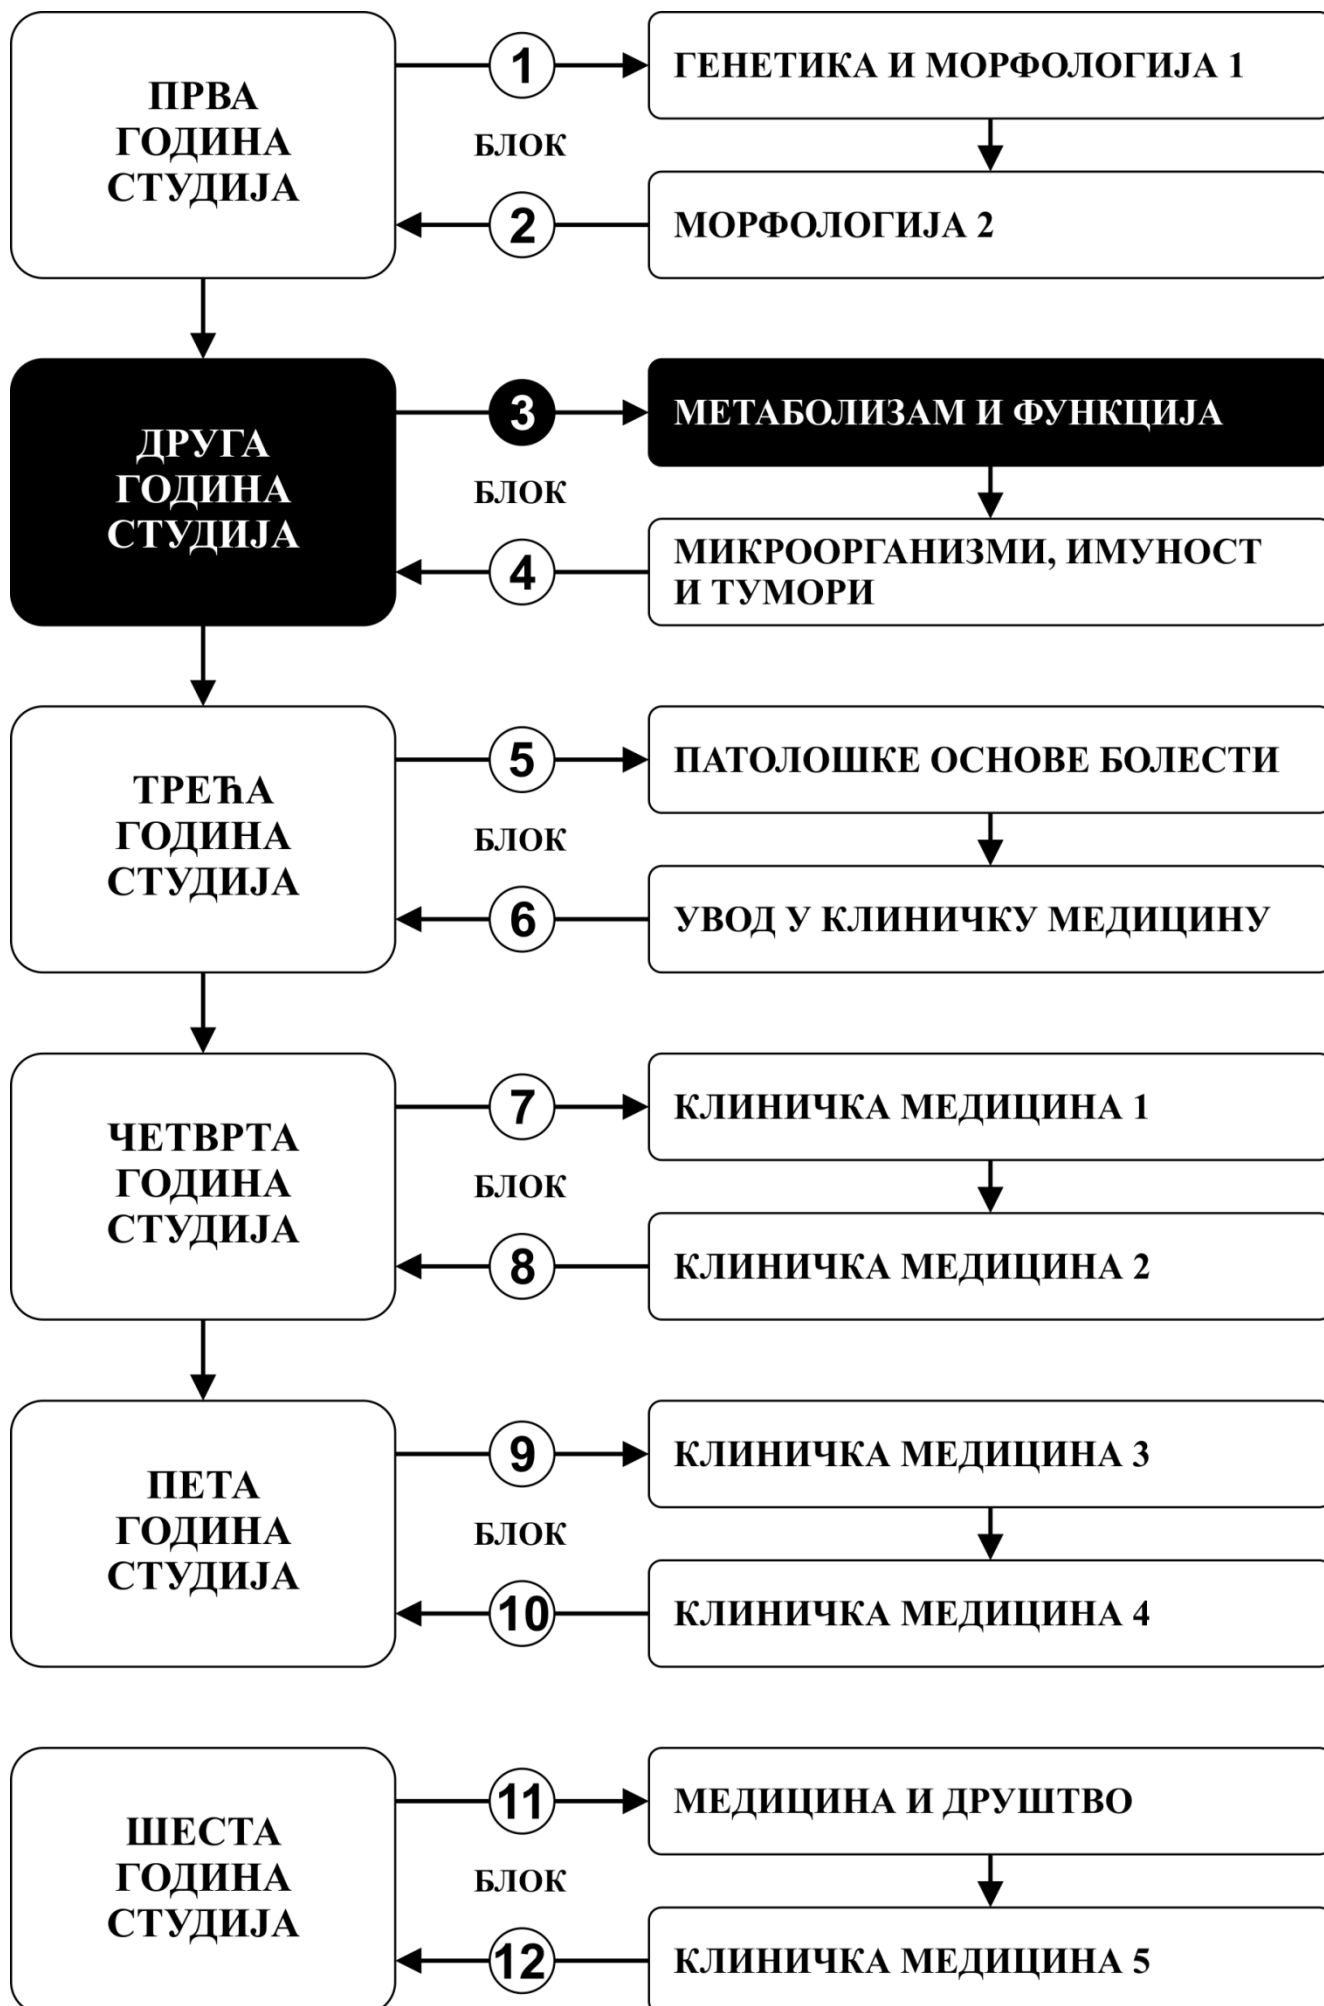 ПРВА
ГОДИНА
СТУДИЈА
1
БЛОК
2
ГЕНЕТИКА И МОРФОЛОГИЈА 1
МОРФОЛОГИЈА 2
ДРУГА
ГОДИНА
СТУДИЈА
3
БЛОК
4
МЕТАБОЛИЗАМ И ФУНКЦИЈА
МИКРООРГАНИЗМИ, ИМУНОСТ
И ТУМОРИ
ТРЕЋА
ГОДИНА
СТУДИЈА
5
БЛОК
6
ПАТОЛОШКЕ ОСНОВЕ БОЛЕСТИ
УВОД У КЛИНИЧКУ МЕДИЦИНУ
ЧЕТВРТА
ГОДИНА
СТУДИЈА
7
БЛОК
8
КЛИНИЧКА МЕДИЦИНА 1
КЛИНИЧКА МЕДИЦИНА 2
ПЕТА
ГОДИНА
СТУДИЈА
9
БЛОК
10
КЛИНИЧКА МЕДИЦИНА 3
КЛИНИЧКА МЕДИЦИНА 4
ШЕСТА
ГОДИНА
СТУДИЈА
11
БЛОК
12
МЕДИЦИНА И ДРУШТВО
КЛИНИЧКА МЕДИЦИНА 5